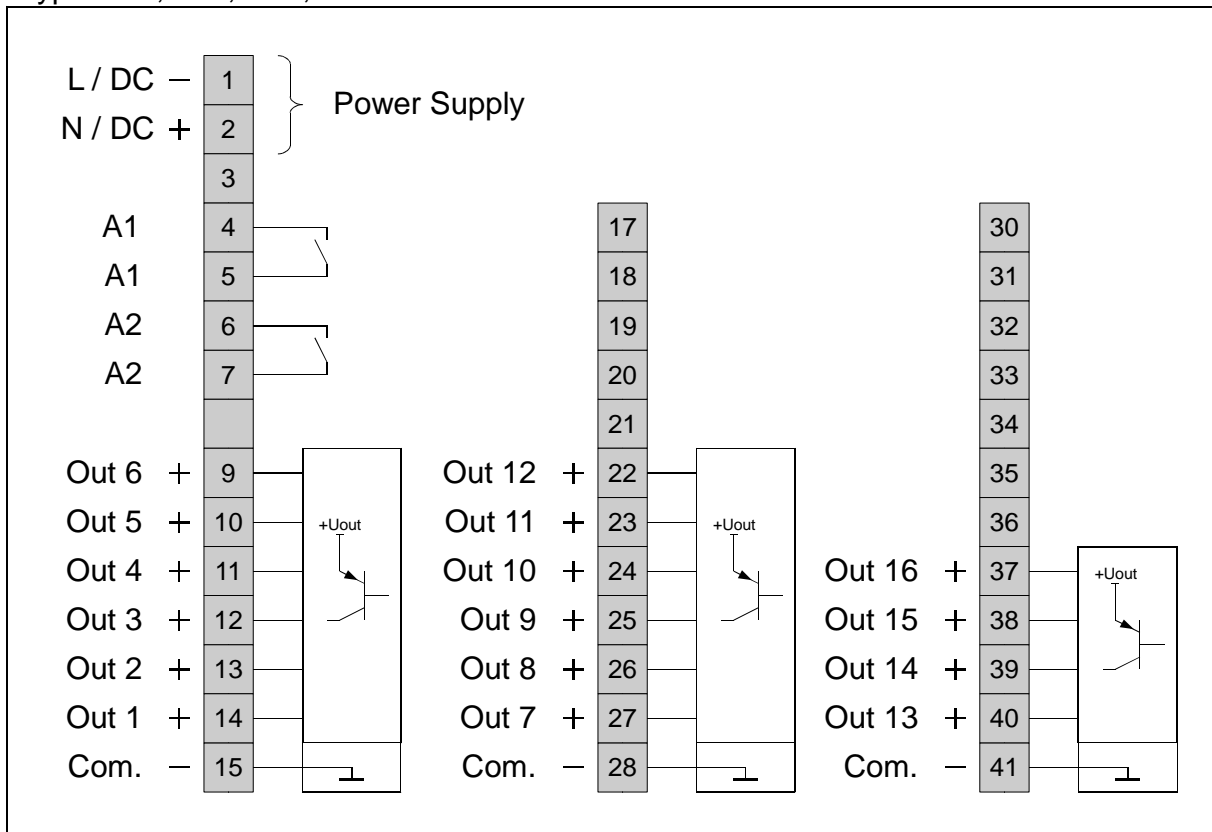 L / DC − 1
N / DC + 2
Power Supply
3
A1 4
A1 5
A2 6
A2 7
Out 6 + 9
Out 5 + 10
Out 4 + 11
Out 3 + 12
Out 2 + 13
Out 1 + 14
Com. − 15
+Uout
17
18
19
20
21
Out 12 + 22
Out 11 + 23
Out 10 + 24
Out 9 + 25
Out 8 + 26
Out 7 + 27
Com. − 28
+Uout
30
31
32
33
34
35
36
Out 16 + 37
Out 15 + 38
Out 14 + 39
Out 13 + 40
Com. − 41
+Uout